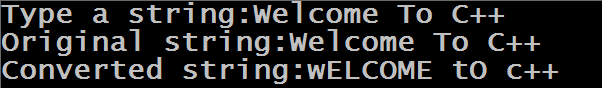 Type a string:Welcome To C++
Original string:Welcome To C++
Converted string:wELCOME tO c++